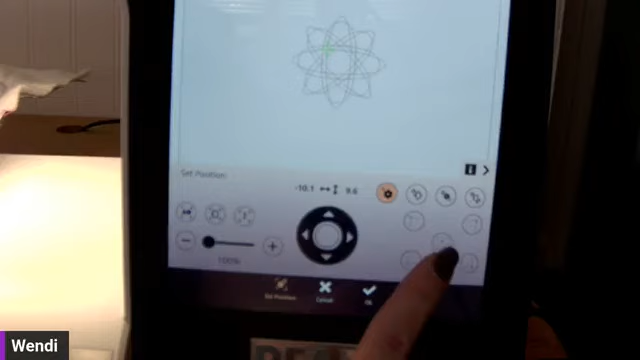 Set Position
-10.1 9.6
100%
Set Position
Cancel
OK
Wendi